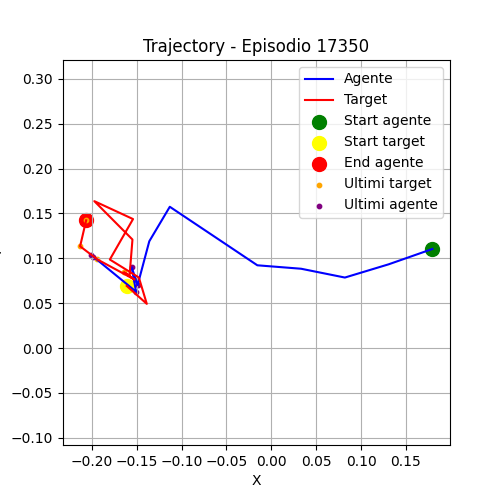 Trajectory - Episodio 17350
0.30
0.25
0.20
0.15
0.10
0.05
0.00
−0.05
−0.10
−0.20
−0.15
−0.10
−0.05
0.00
0.05
0.10
0.15
X
Agente
Target
Start agente
Start target
End agente
Ultimi target
Ultimi agente